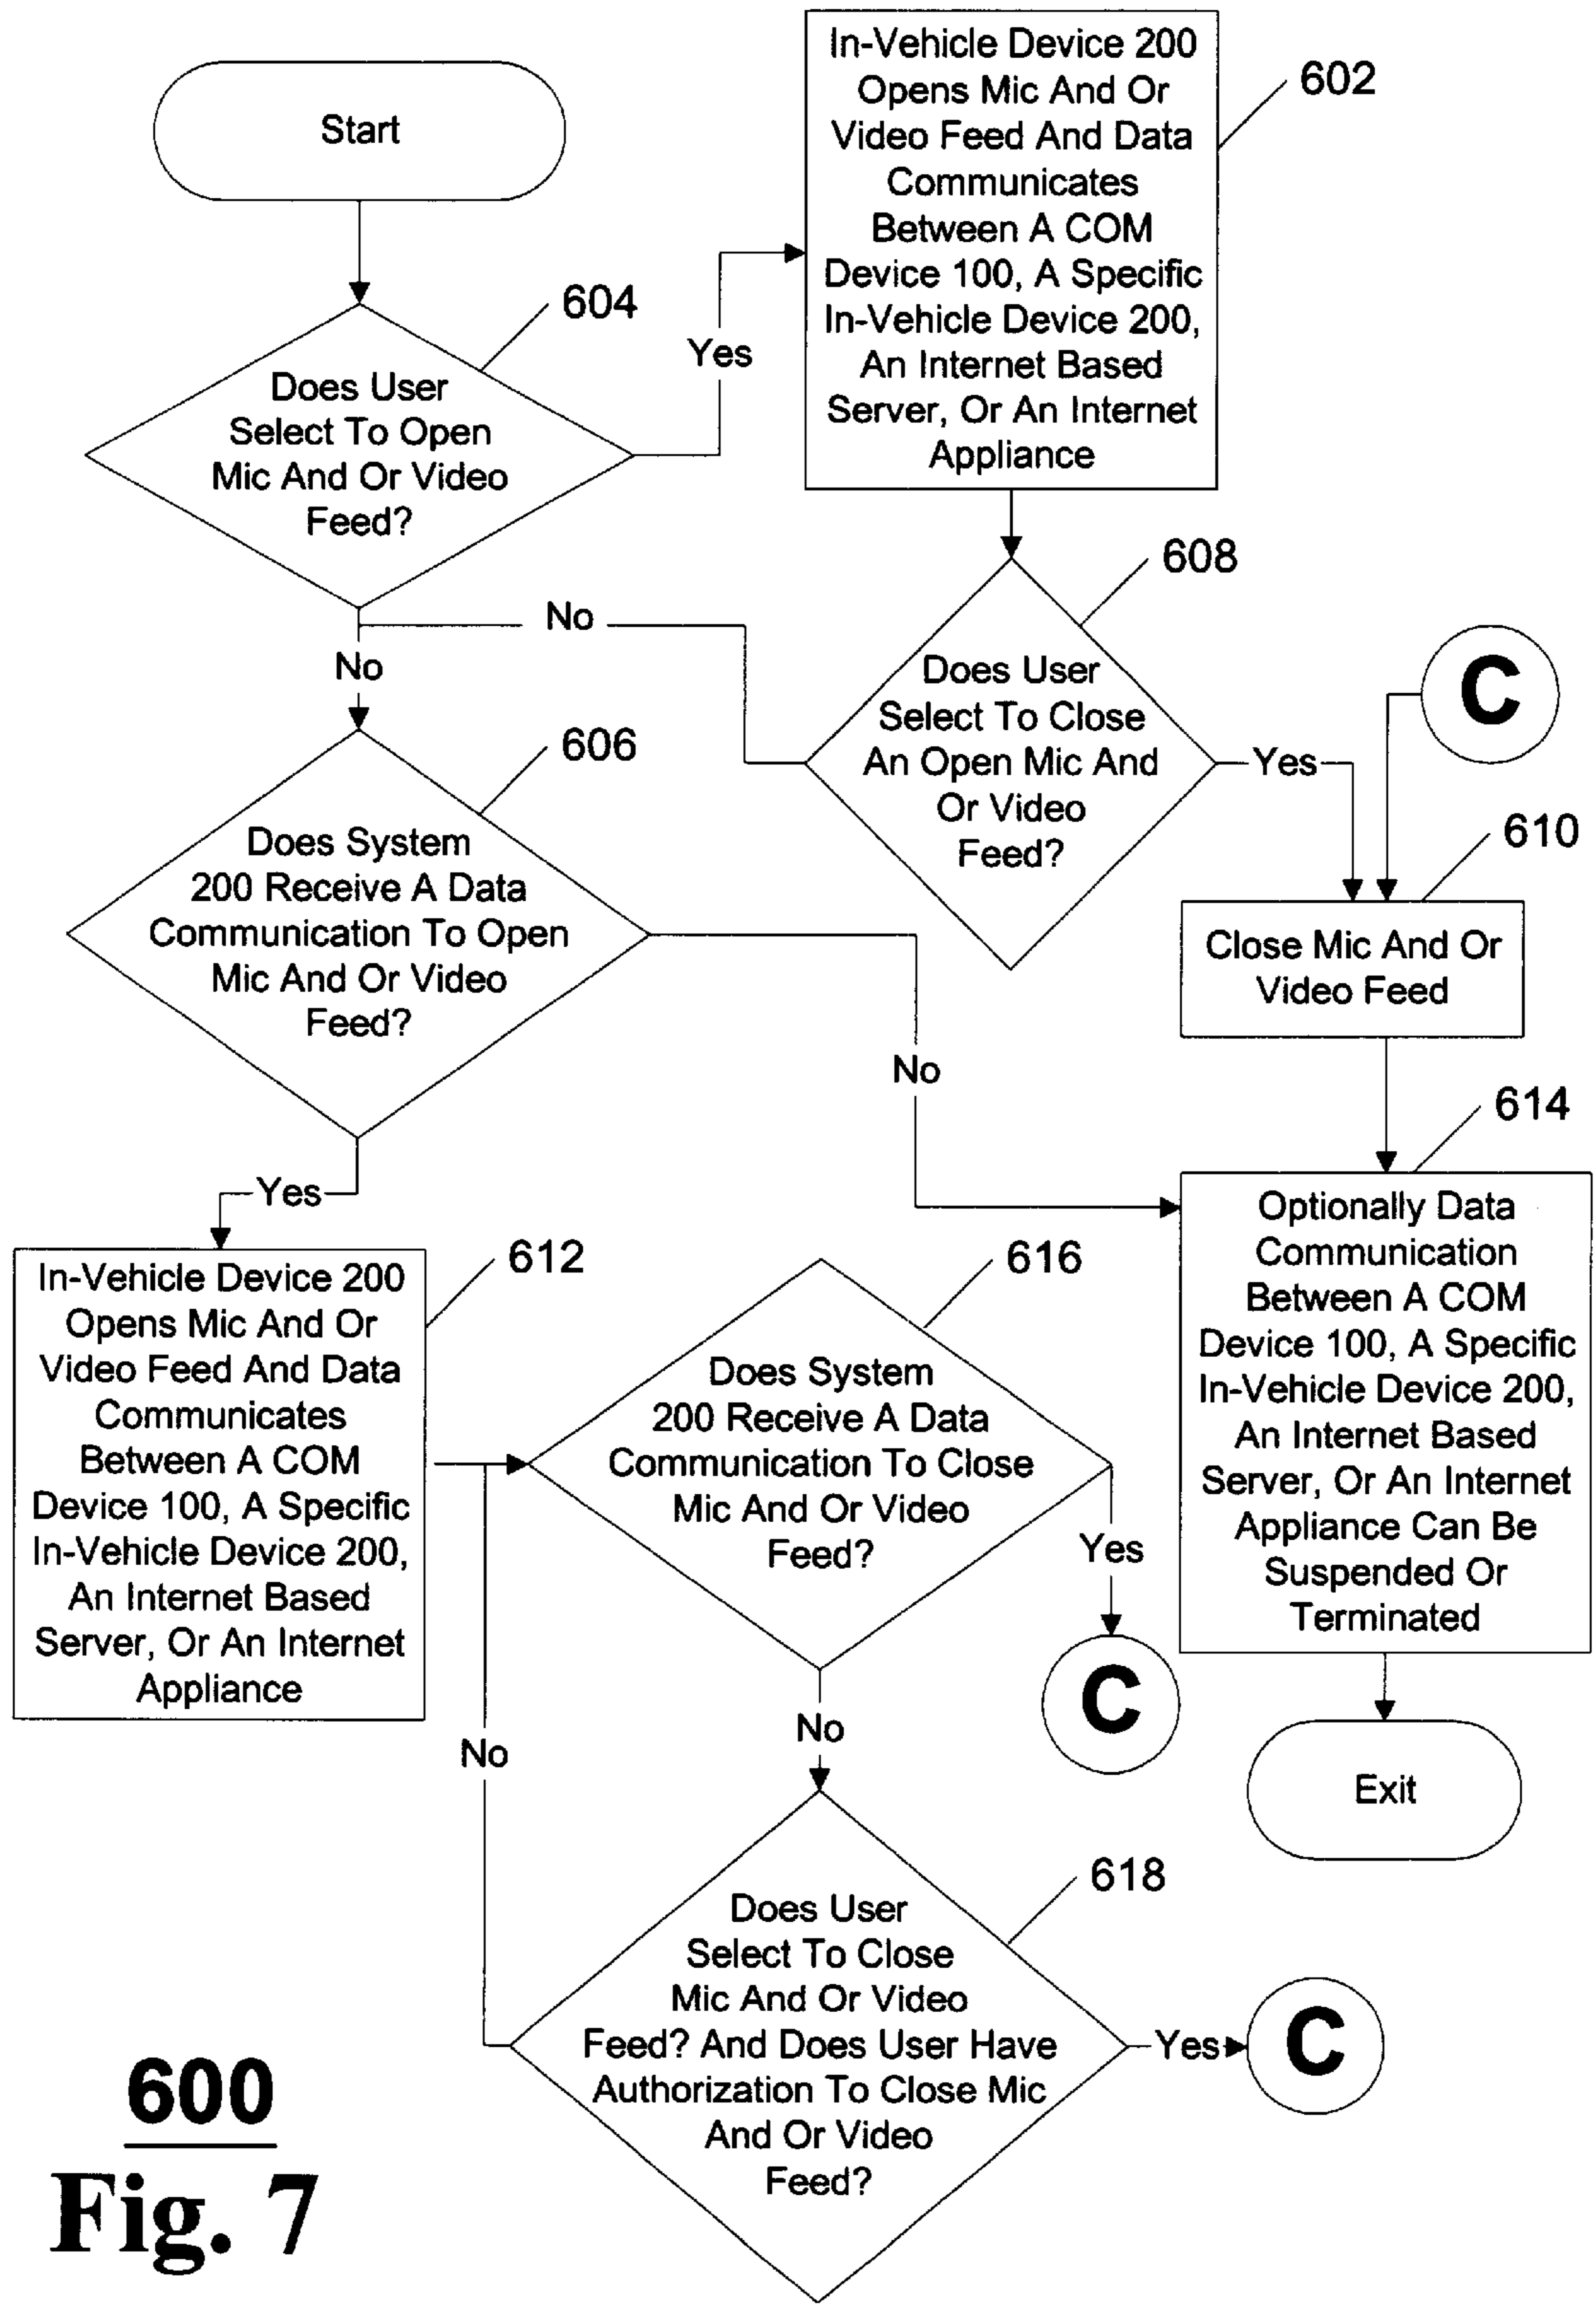 Start
In-Vehicle Device 200
Opens Mic And Or
Video Feed And Data
Communicates
Between A COM
Device 100, A Specific
In-Vehicle Device 200,
An Internet Based
Server, Or An Internet
Appliance
602
604
Does User
Select To Open
Mic And Or Video
Feed?
Yes
No
No
608
Does User
Select To Close
An Open Mic And
Or Video
Feed?
Yes
C
606
Does System
200 Receive A Data
Communication To Open
Mic And Or Video
Feed?
No
Yes
610
Close Mic And Or
Video Feed
614
Optionally Data
Communication
Between A COM
Device 100, A Specific
In-Vehicle Device 200,
An Internet Based
Server, Or An Internet
Appliance Can Be
Suspended Or
Terminated
612
In-Vehicle Device 200
Opens Mic And Or
Video Feed And Data
Communicates
Between A COM
Device 100, A Specific
In-Vehicle Device 200,
An Internet Based
Server, Or An Internet
Appliance
616
Does System
200 Receive A Data
Communication To Close
Mic And Or Video
Feed?
Yes
C
No
No
Exit
618
Does User
Select To Close
Mic And Or Video
Feed? And Does User Have
Authorization To Close Mic
And Or Video
Feed?
Yes
C
600
Fig. 7